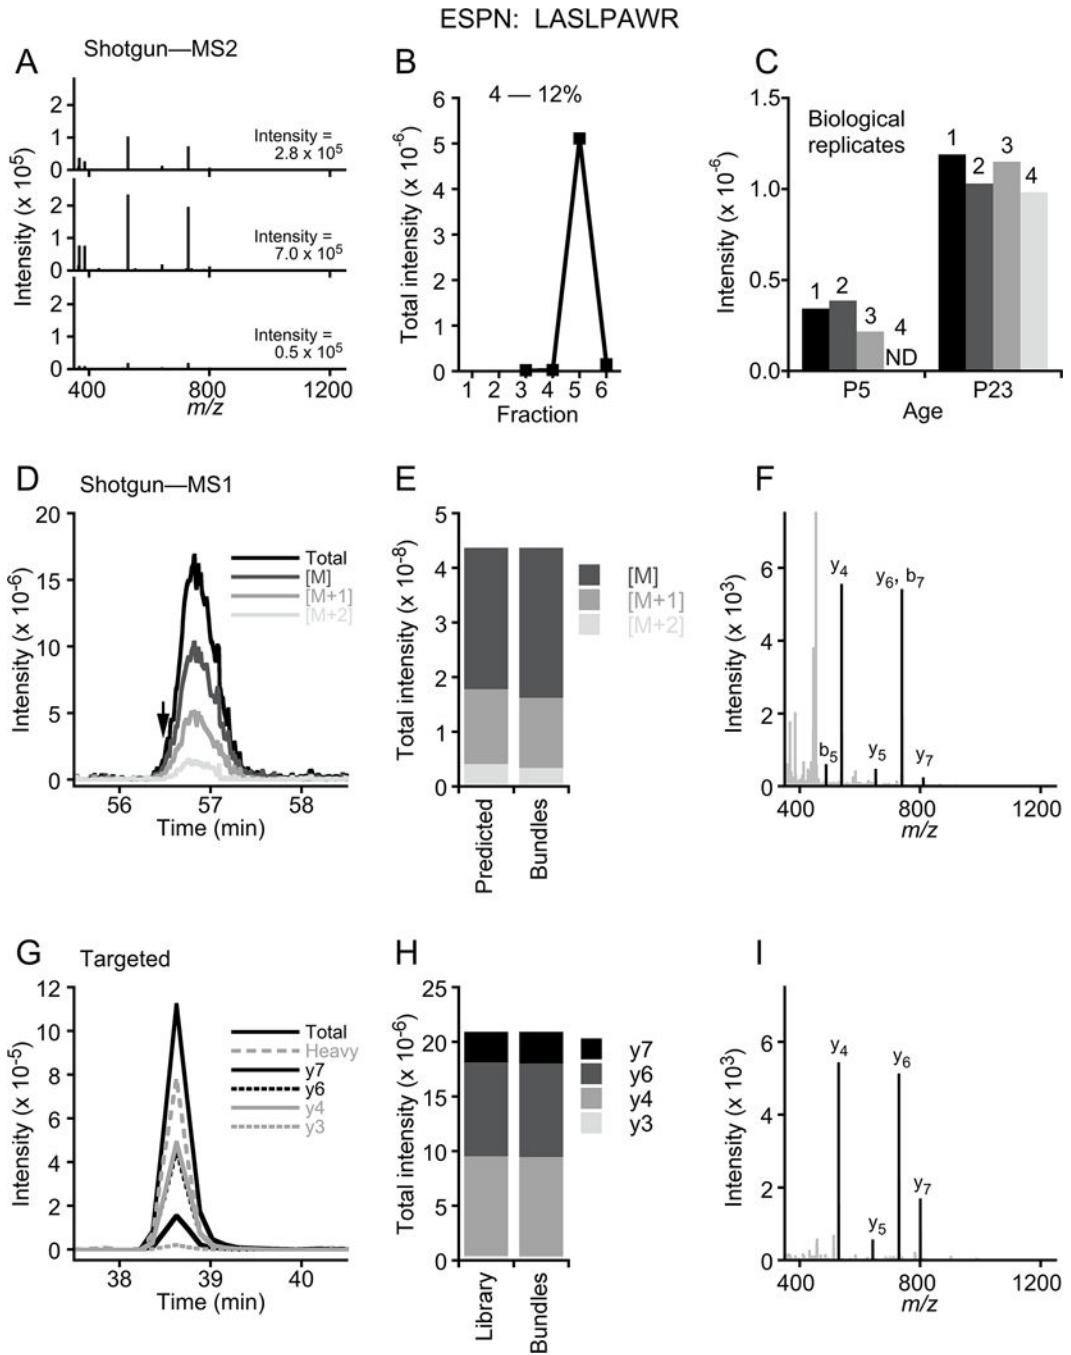 ESPN: LASLPAWR
A
Shotgun—MS2
Intensity (x 10⁵)
2
1
0
Intensity =
2.8 x 10⁵
2
1
0
Intensity =
7.0 x 10⁵
2
1
0
Intensity =
0.5 x 10⁵
400 800 1200
m/z
B
4 — 12%
Total intensity (x 10⁻⁶)
6
5
4
3
2
1
0
1 2 3 4 5 6
Fraction
C
Biological
replicates
Intensity (x 10⁻⁶)
1.5
1.0
0.5
0.0
1 2 3 4
ND
1 2 3 4
P5 P23
Age
D
Shotgun—MS1
Intensity (x 10⁻⁶)
20
15
10
5
0
Total
[M]
[M+1]
[M+2]
56 57 58
Time (min)
E
Total intensity (x 10⁻⁸)
5
4
3
2
1
0
[M]
[M+1]
[M+2]
Predicted
Bundles
F
Intensity (x 10³)
6
4
2
0
y₄
y₆, b₇
b₅
y₅
y₇
400 800 1200
m/z
G
Targeted
Intensity (x 10⁻⁵)
12
10
8
6
4
2
0
Total
Heavy
y7
y6
y4
y3
38 39 40
Time (min)
H
Total intensity (x 10⁻⁶)
25
20
15
10
5
0
y7
y6
y4
y3
Library
Bundles
I
Intensity (x 10³)
6
4
2
0
y₄
y₆
y₅
y₇
400 800 1200
m/z